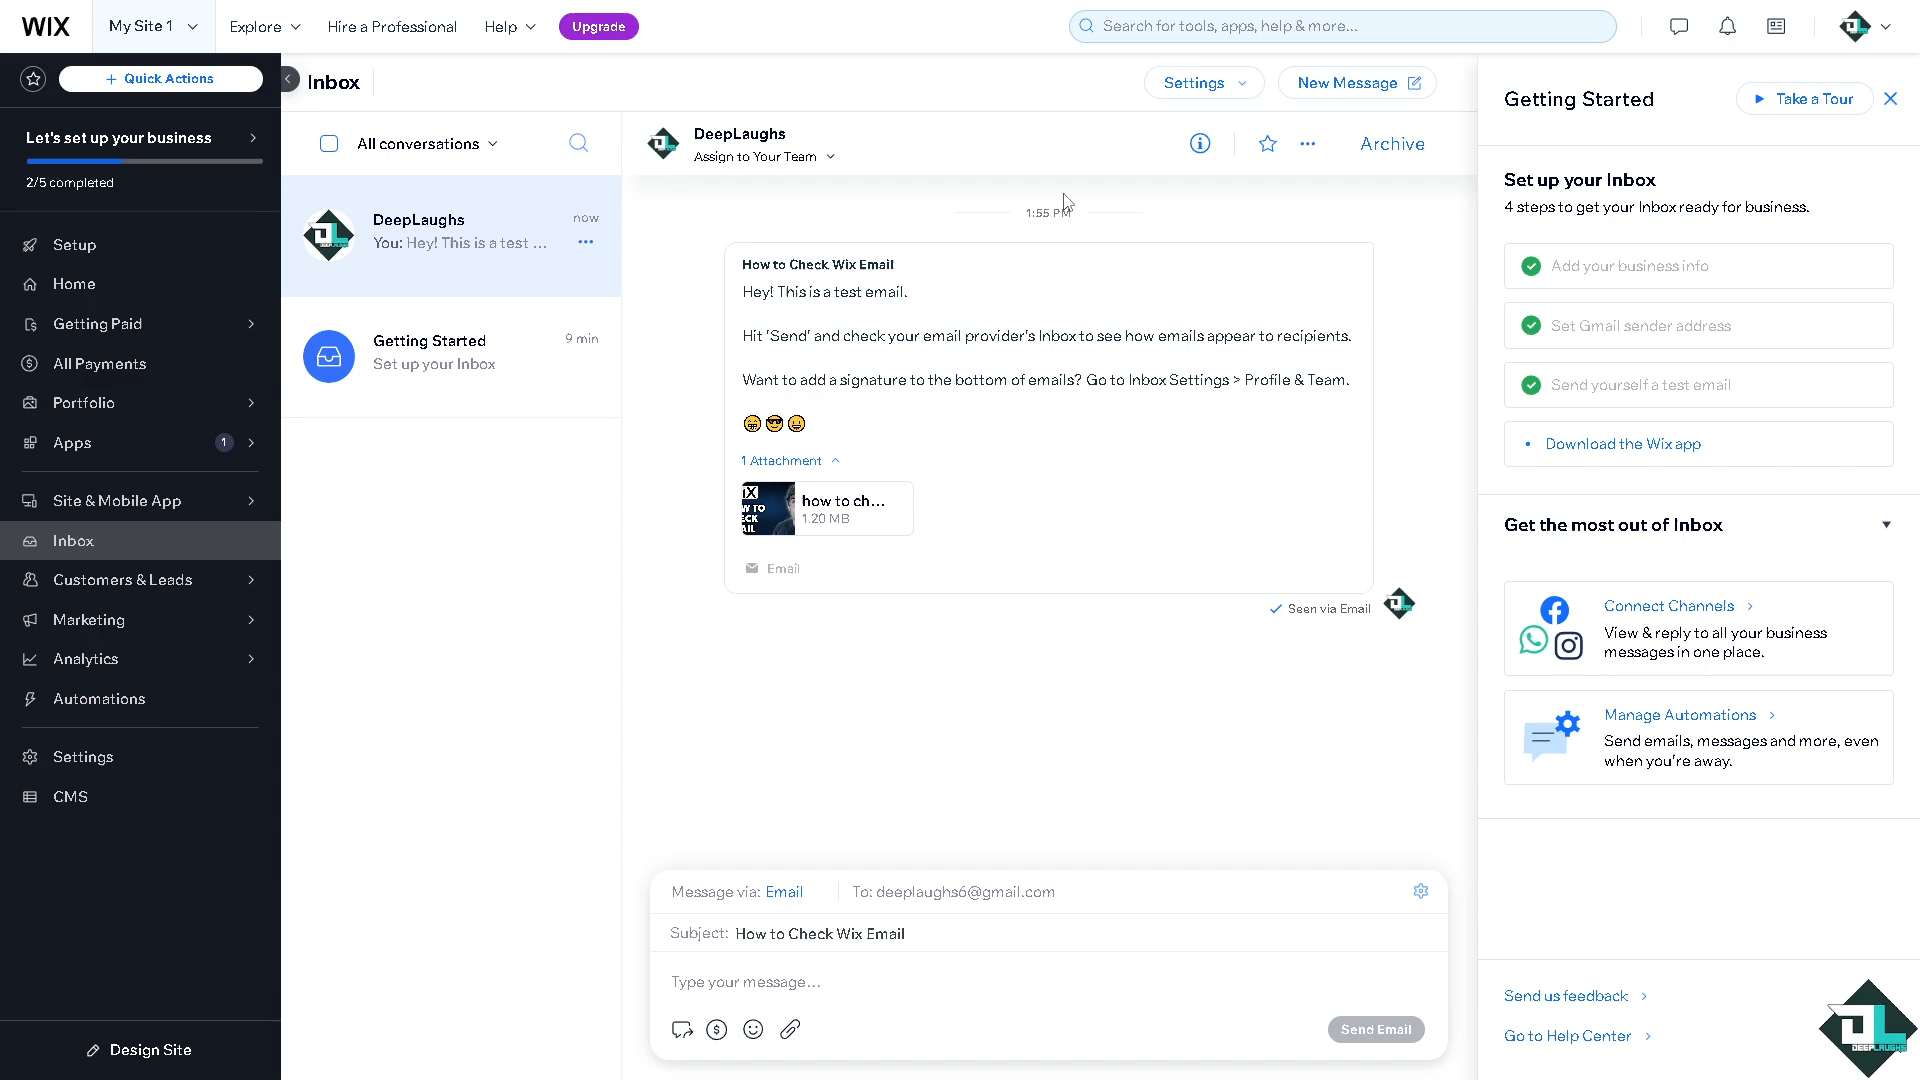 WIX
My Site 1
Explore
Hire a Professional
Help
Upgrade
Search for tools, apps, help & more...
Quick Actions
Let's set up your business
2/5 completed
Setup
Home
Getting Paid
All Payments
Portfolio
Apps
1
Site & Mobile App
Inbox
Customers & Leads
Marketing
Analytics
Automations
Settings
CMS
Design Site
Inbox
Settings
New Message
All conversations
DeepLaughs
now
You: Hey! This is a test ...
Getting Started
9 min
Set up your Inbox
DeepLaughs
Assign to Your Team
Archive
1:55 PM
How to Check Wix Email
Hey! This is a test email.
Hit 'Send' and check your email provider's Inbox to see how emails appear to recipients.
Want to add a signature to the bottom of emails? Go to Inbox Settings > Profile & Team.
1 Attachment
how to ch...
1.20 MB
Email
Seen via Email
Message via: Email
To: deeplaughs6@gmail.com
Subject: How to Check Wix Email
Type your message...
Send Email
Getting Started
Take a Tour
Set up your Inbox
4 steps to get your Inbox ready for business.
Add your business info
Set Gmail sender address
Send yourself a test email
Download the Wix app
Get the most out of Inbox
Connect Channels
View & reply to all your business
messages in one place.
Manage Automations
Send emails, messages and more, even
when you're away.
Send us feedback
Go to Help Center
DL
DEEPLAUGHS